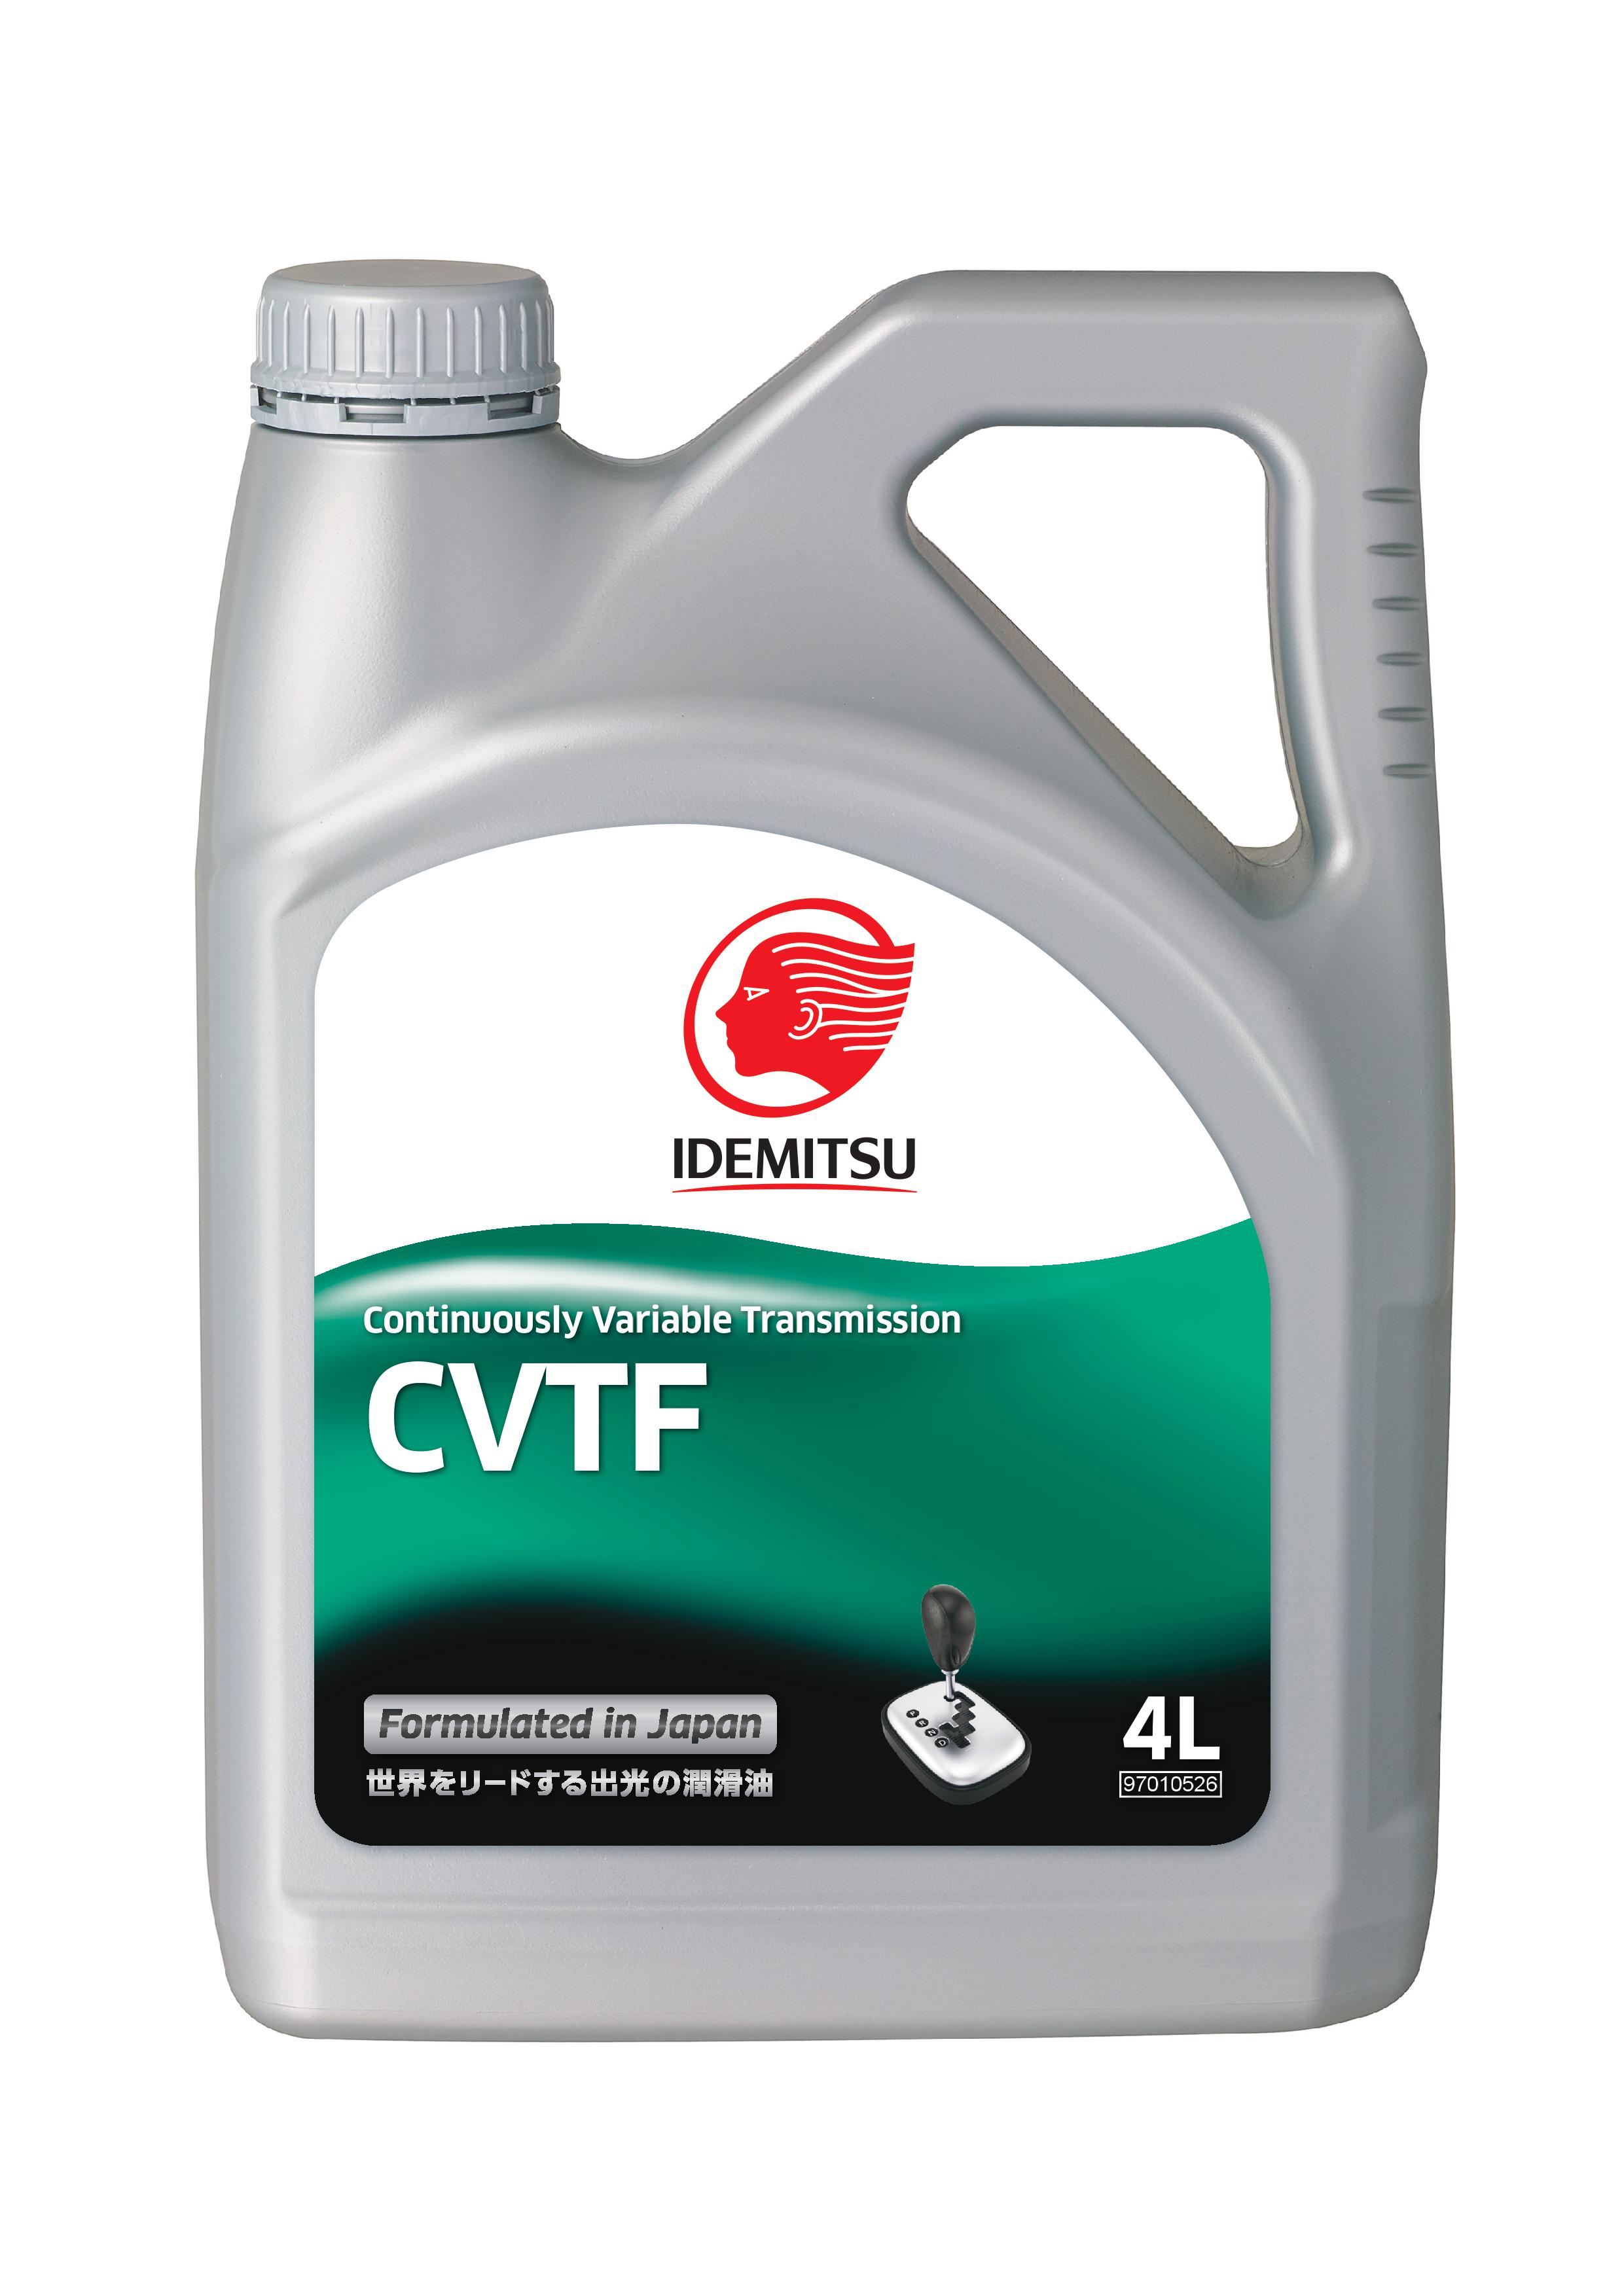 IDEMITSU
Continuously Variable Transmission
CVTF
Formulated in Japan
世界をリードする出光の潤滑油
4L
97010526